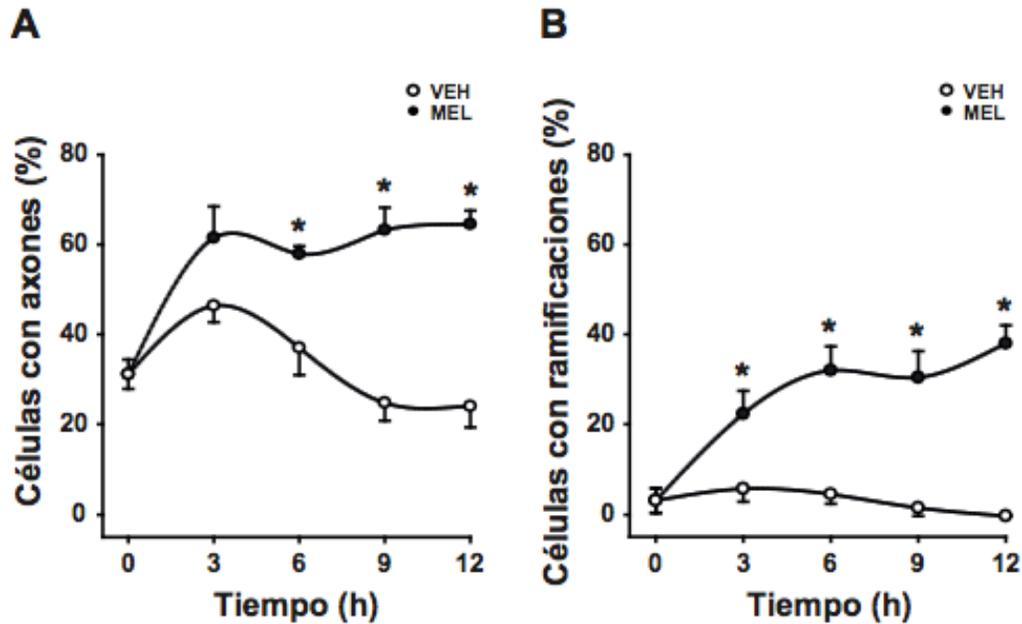 A
VEH
MEL
Células con axones (%)
80
60
40
20
0
* * *
0 3 6 9 12
Tiempo (h)
B
VEH
MEL
Células con ramificaciones (%)
80
60
40
20
0
* * * *
0 3 6 9 12
Tiempo (h)